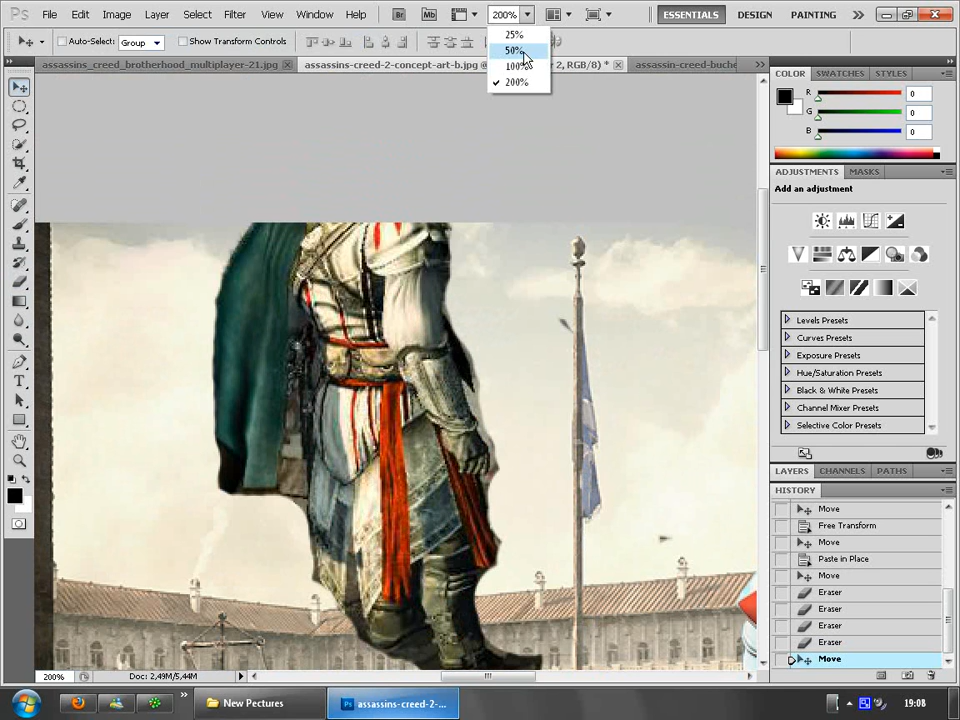 Ps File Edit Image Layer Select Filter Analysis View Window Help Br Mb 200% ESSENTIALS DESIGN PAINTING
25%
50%
100%
200%
Auto-Select: Group Show Transform Controls
assassins_creed_brotherhood_multiplayer-21.jpg assassins-creed-2-concept-art-b.jpg @ r 2, RGB/8) * assassin-creed-buche
COLOR SWATCHES STYLES
R 0
G 0
B 0
ADJUSTMENTS MASKS
Add an adjustment
Levels Presets
Curves Presets
Exposure Presets
Hue/Saturation Presets
Black & White Presets
Channel Mixer Presets
Selective Color Presets
LAYERS CHANNELS PATHS
HISTORY
Move
Free Transform
Move
Paste in Place
Move
Eraser
Eraser
Eraser
Eraser
Move
200% Doc: 2,49M/5,44M
New Pectures
Ps assassins-creed-2-...
19:08